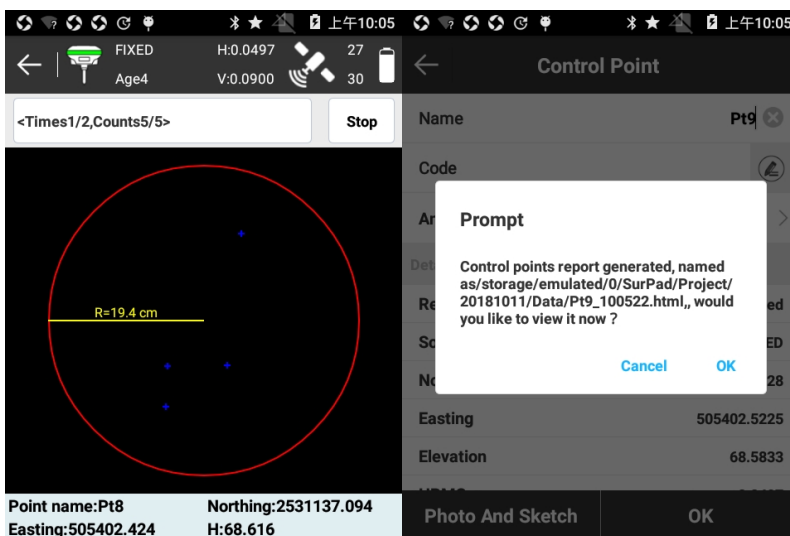 上午10:05
FIXED
H:0.0497
27
Age4
V:0.0900
30
<Times1/2,Counts5/5>
Stop
R=19.4 cm
Point name:Pt8
Northing:2531137.094
Easting:505402.424
H:68.616
上午10:05
Control Point
Name
Pt9
Code
Prompt
Control points report generated, named
as/storage/emulated/0/SurPad/Project/
20181011/Data/Pt9_100522.html,, would
you like to view it now ?
Cancel
OK
Easting
505402.5225
Elevation
68.5833
Photo And Sketch
OK